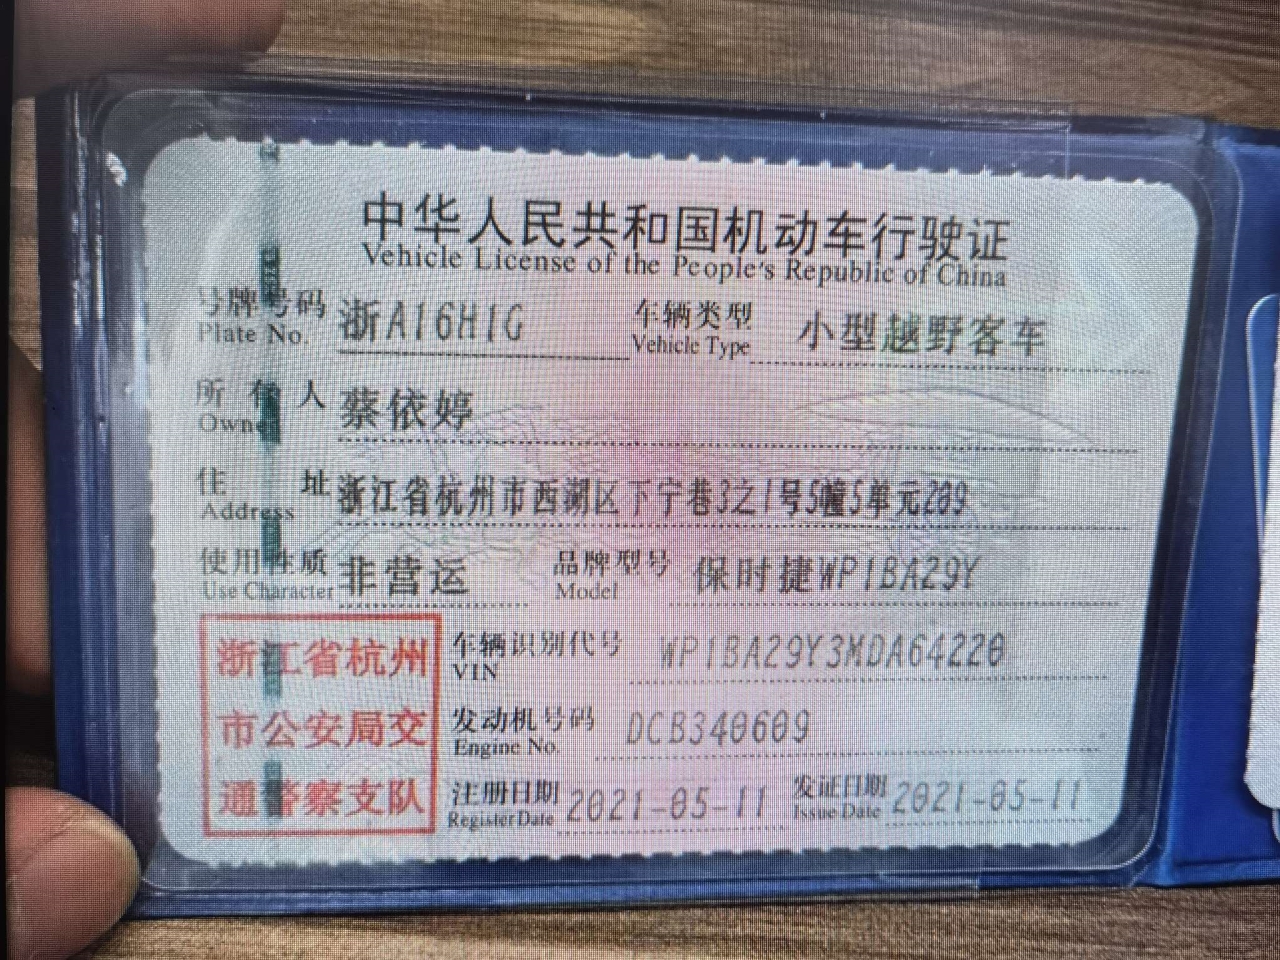 中华人民共和国机动车行驶证
Vehicle License of the People's Republic of China
号牌号码 浙A16H1G 车辆类型 小型越野客车
Plate No. Vehicle Type
所有人 蔡依婷
Owner
住址 浙江省杭州市西湖区下宁巷3之1号5幢5单元209
Address
使用性质 非营运 品牌型号 保时捷WP1BA29Y
Use Character Model
浙江省杭州
市公安局交
通警察支队
车辆识别代号 WP1BA29Y3MDA64220
VIN
发动机号码 DCB340609
Engine No.
注册日期 2021-05-11 发证日期 2021-05-11
Register Date Issue Date